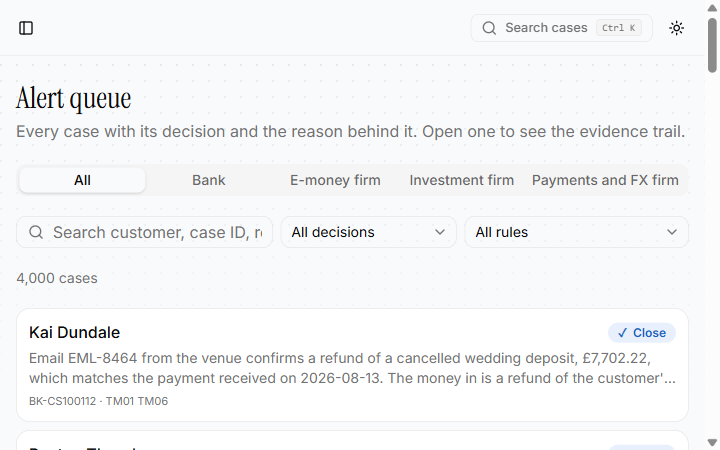 Search cases Ctrl K
Alert queue
Every case with its decision and the reason behind it. Open one to see the evidence trail.
All Bank E-money firm Investment firm Payments and FX firm
Search customer, case ID, r
All decisions
All rules
4,000 cases
Kai Dundale
✓ Close
Email EML-8464 from the venue confirms a refund of a cancelled wedding deposit, £7,702.22,
which matches the payment received on 2026-08-13. The money in is a refund of the customer'...
BK-CS100112 · TM01 TM06